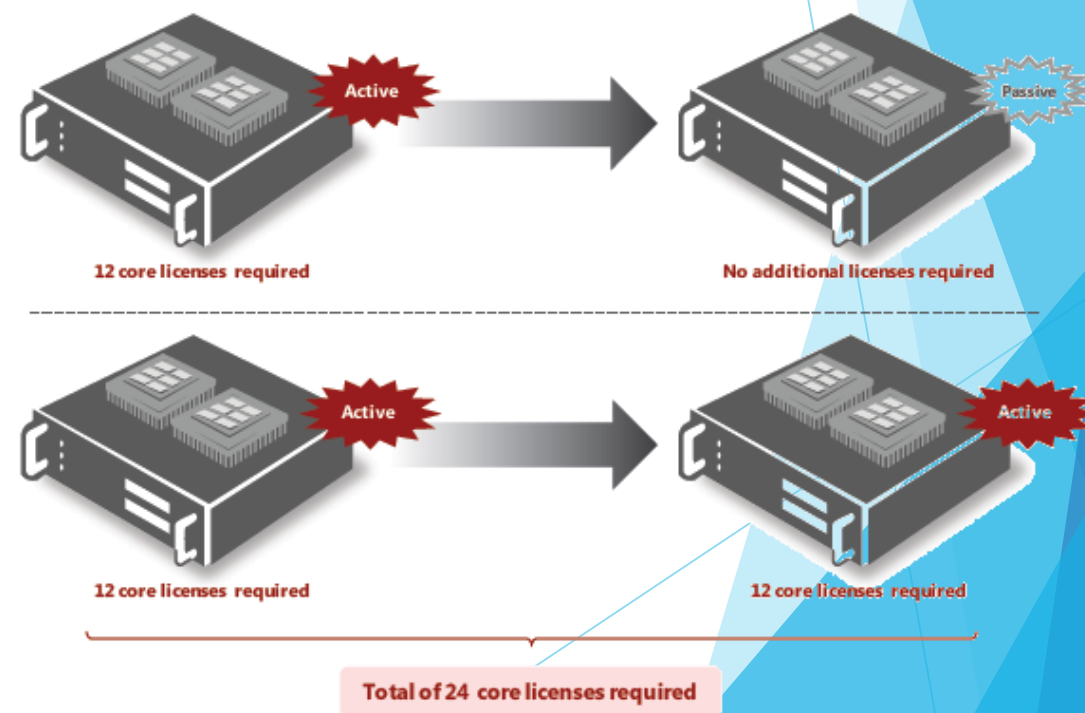 Active
Passive
12 core licenses required
No additional licenses required
Active
Active
12 core licenses required
12 core licenses required
Total of 24 core licenses required